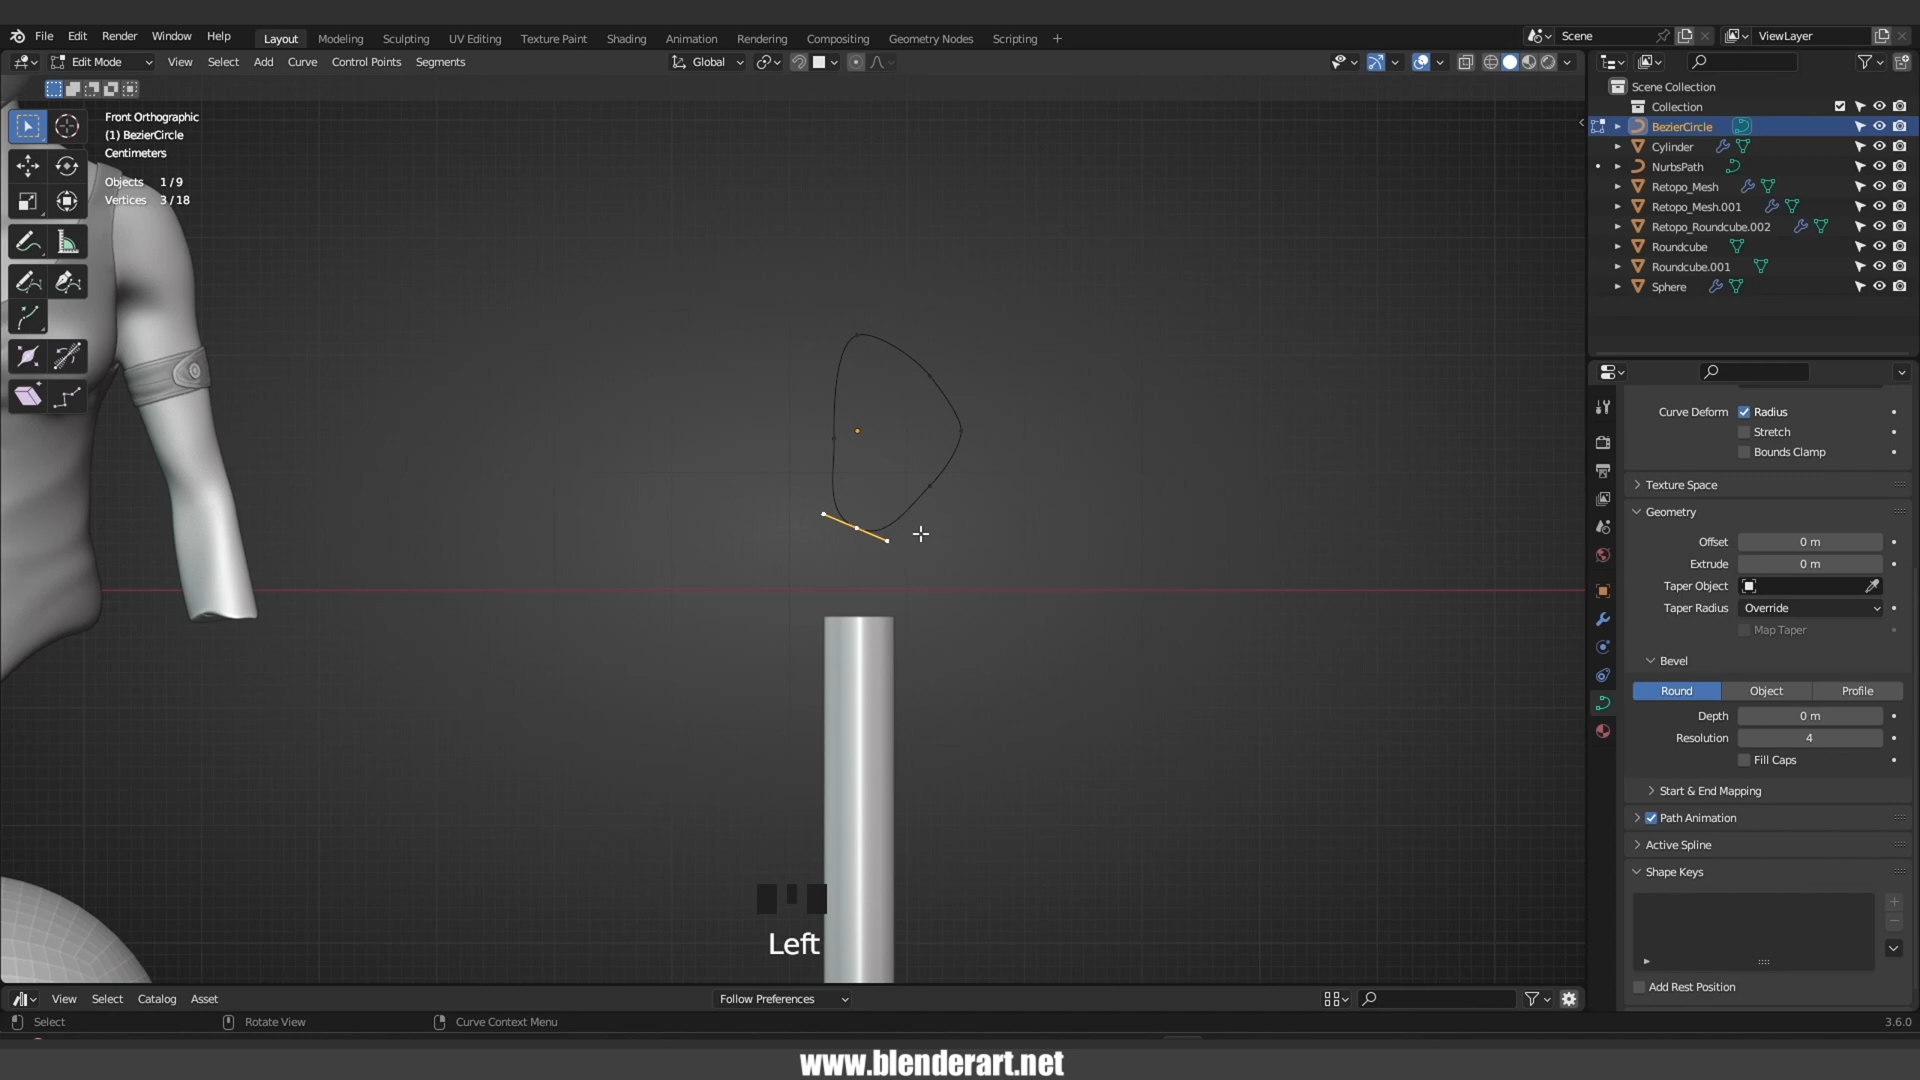 File Edit Render Window Help Layout Modeling Sculpting UV Editing Texture Paint Shading Animation Rendering Compositing Geometry Nodes Scripting + Scene ViewLayer
Edit Mode View Select Add Curve Control Points Segments Global
Front Orthographic
(1) BezierCircle
Centimeters
Objects 1/9
Vertices 3/18
Scene Collection
Collection
BezierCircle
Cylinder
NurbsPath
Retopo_Mesh
Retopo_Mesh.001
Retopo_Roundcube.002
Roundcube
Roundcube.001
Sphere
Curve Deform Radius
Stretch
Bounds Clamp
Texture Space
Geometry
Offset 0 m
Extrude 0 m
Taper Object
Taper Radius Override
Map Taper
Bevel
Round Object Profile
Depth 0 m
Resolution 4
Fill Caps
Start & End Mapping
Path Animation
Active Spline
Shape Keys
Add Rest Position
Left
View Select Catalog Asset Follow Preferences
Select Rotate View Curve Context Menu 3.6.0
www.blenderart.net